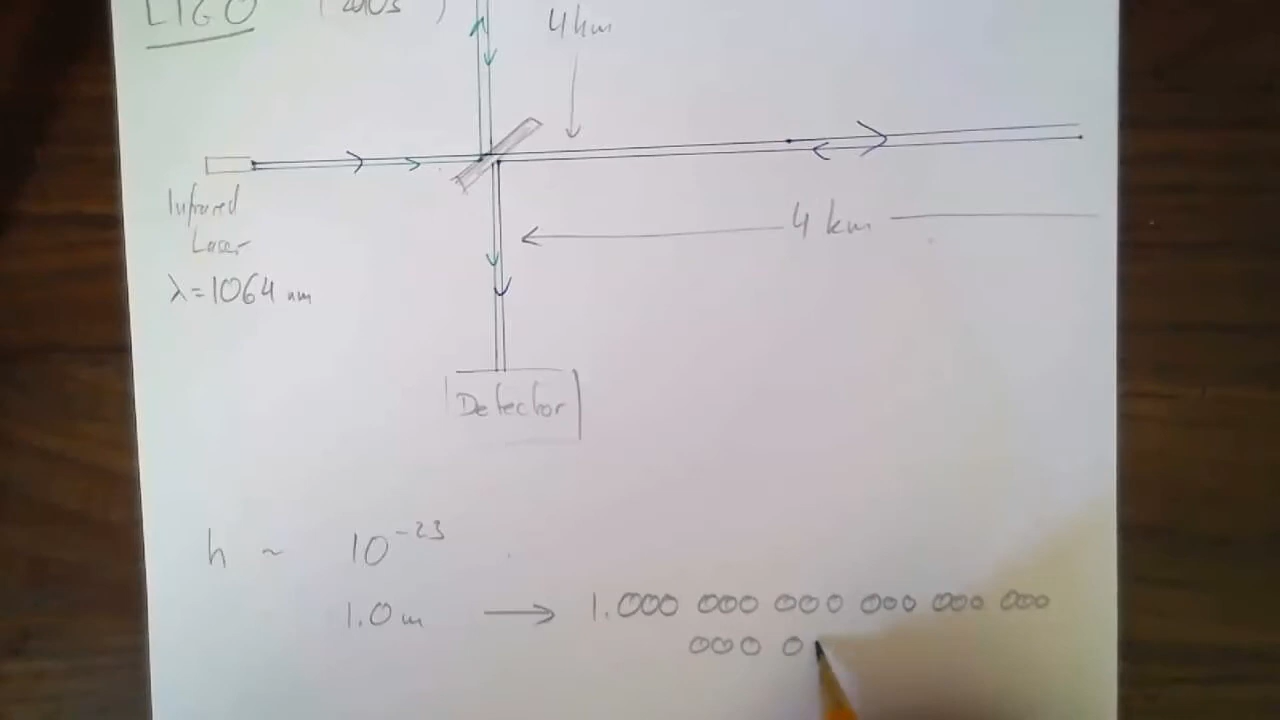 LIGO
4km
4 km
Infrared
Laser
λ=1064 nm
Detector
h ~ 10⁻²³
1.0m → 1.000 000 000 000 000 000
000 0